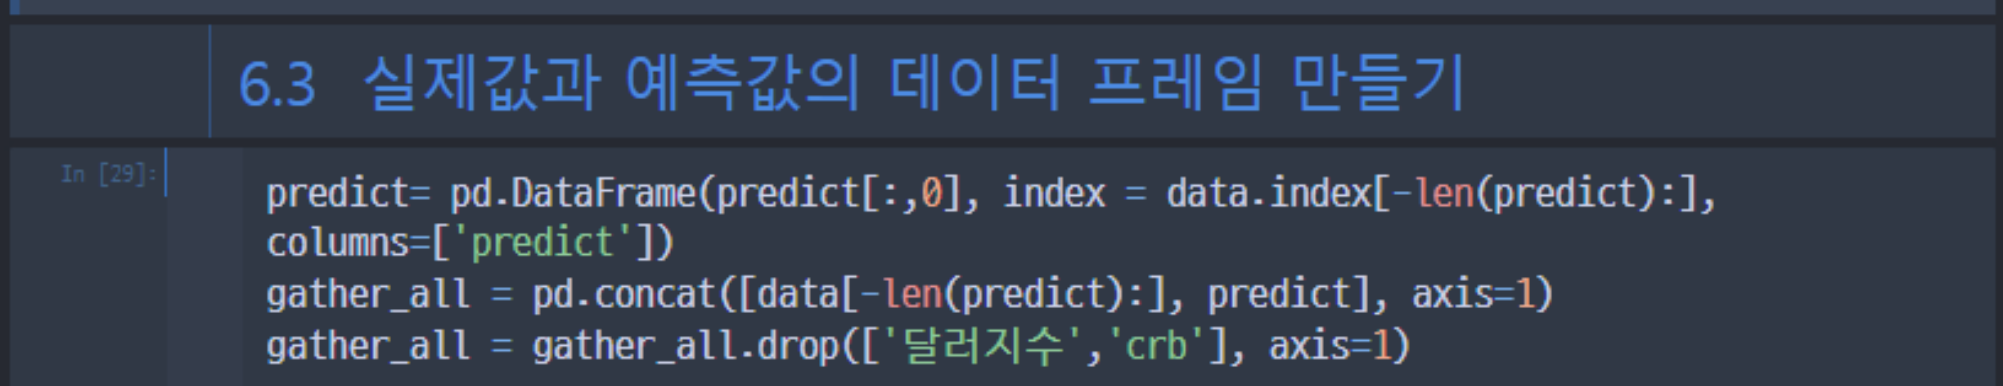 6.3 실제값과 예측값의 데이터 프레임 만들기
In [29]:
predict= pd.DataFrame(predict[:,0], index = data.index[-len(predict):],
columns=['predict'])
gather_all = pd.concat([data[-len(predict):], predict], axis=1)
gather_all = gather_all.drop(['달러지수','crb'], axis=1)